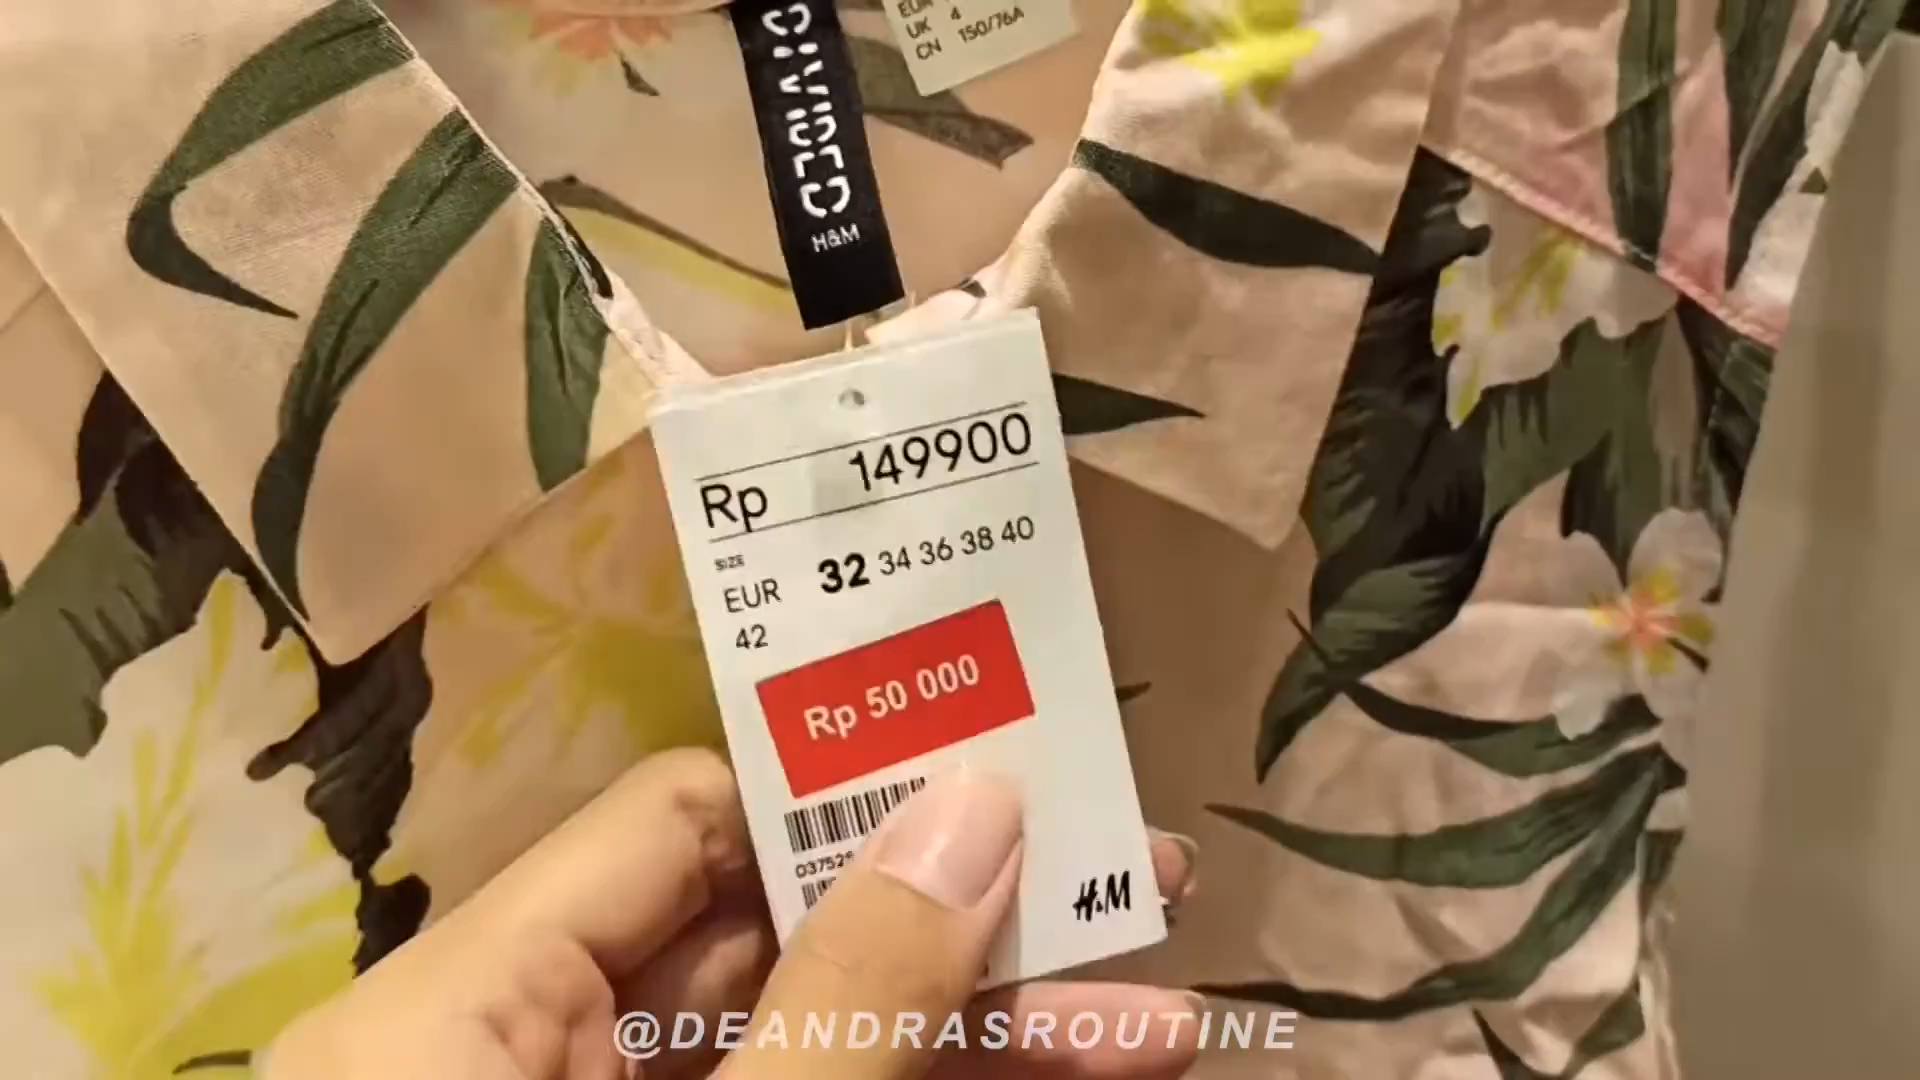 EUR
UK 4
CN 150/76A
DIVIDED
H&M
Rp 149900
SIZE
EUR 32 34 36 38 40
42
Rp 50 000
H&M
@DEANDRASROUTINE